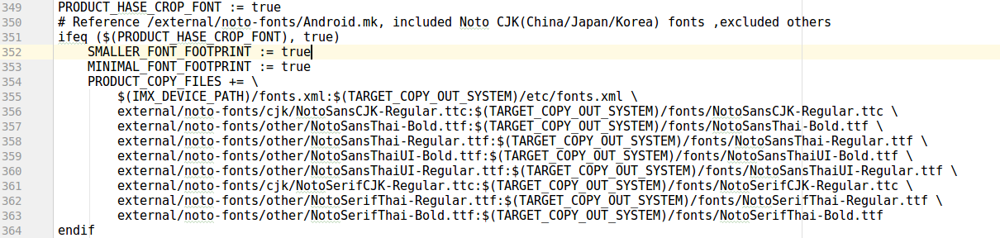 349 PRODUCT_HASE_CROP_FONT := true
350 # Reference /external/noto-fonts/Android.mk, included Noto CJK(China/Japan/Korea) fonts ,excluded others
351 ifeq ($(PRODUCT_HASE_CROP_FONT), true)
352     SMALLER_FONT_FOOTPRINT := true
353     MINIMAL_FONT_FOOTPRINT := true
354     PRODUCT_COPY_FILES += \
355         $(IMX_DEVICE_PATH)/fonts.xml:$(TARGET_COPY_OUT_SYSTEM)/etc/fonts.xml \
356         external/noto-fonts/cjk/NotoSansCJK-Regular.ttc:$(TARGET_COPY_OUT_SYSTEM)/fonts/NotoSansCJK-Regular.ttc \
357         external/noto-fonts/other/NotoSansThai-Bold.ttf:$(TARGET_COPY_OUT_SYSTEM)/fonts/NotoSansThai-Bold.ttf \
358         external/noto-fonts/other/NotoSansThai-Regular.ttf:$(TARGET_COPY_OUT_SYSTEM)/fonts/NotoSansThai-Regular.ttf \
359         external/noto-fonts/other/NotoSansThaiUI-Bold.ttf:$(TARGET_COPY_OUT_SYSTEM)/fonts/NotoSansThaiUI-Bold.ttf \
360         external/noto-fonts/other/NotoSansThaiUI-Regular.ttf:$(TARGET_COPY_OUT_SYSTEM)/fonts/NotoSansThaiUI-Regular.ttf \
361         external/noto-fonts/cjk/NotoSerifCJK-Regular.ttc:$(TARGET_COPY_OUT_SYSTEM)/fonts/NotoSerifCJK-Regular.ttc \
362         external/noto-fonts/other/NotoSerifThai-Regular.ttf:$(TARGET_COPY_OUT_SYSTEM)/fonts/NotoSerifThai-Regular.ttf \
363         external/noto-fonts/other/NotoSerifThai-Bold.ttf:$(TARGET_COPY_OUT_SYSTEM)/fonts/NotoSerifThai-Bold.ttf
364 endif